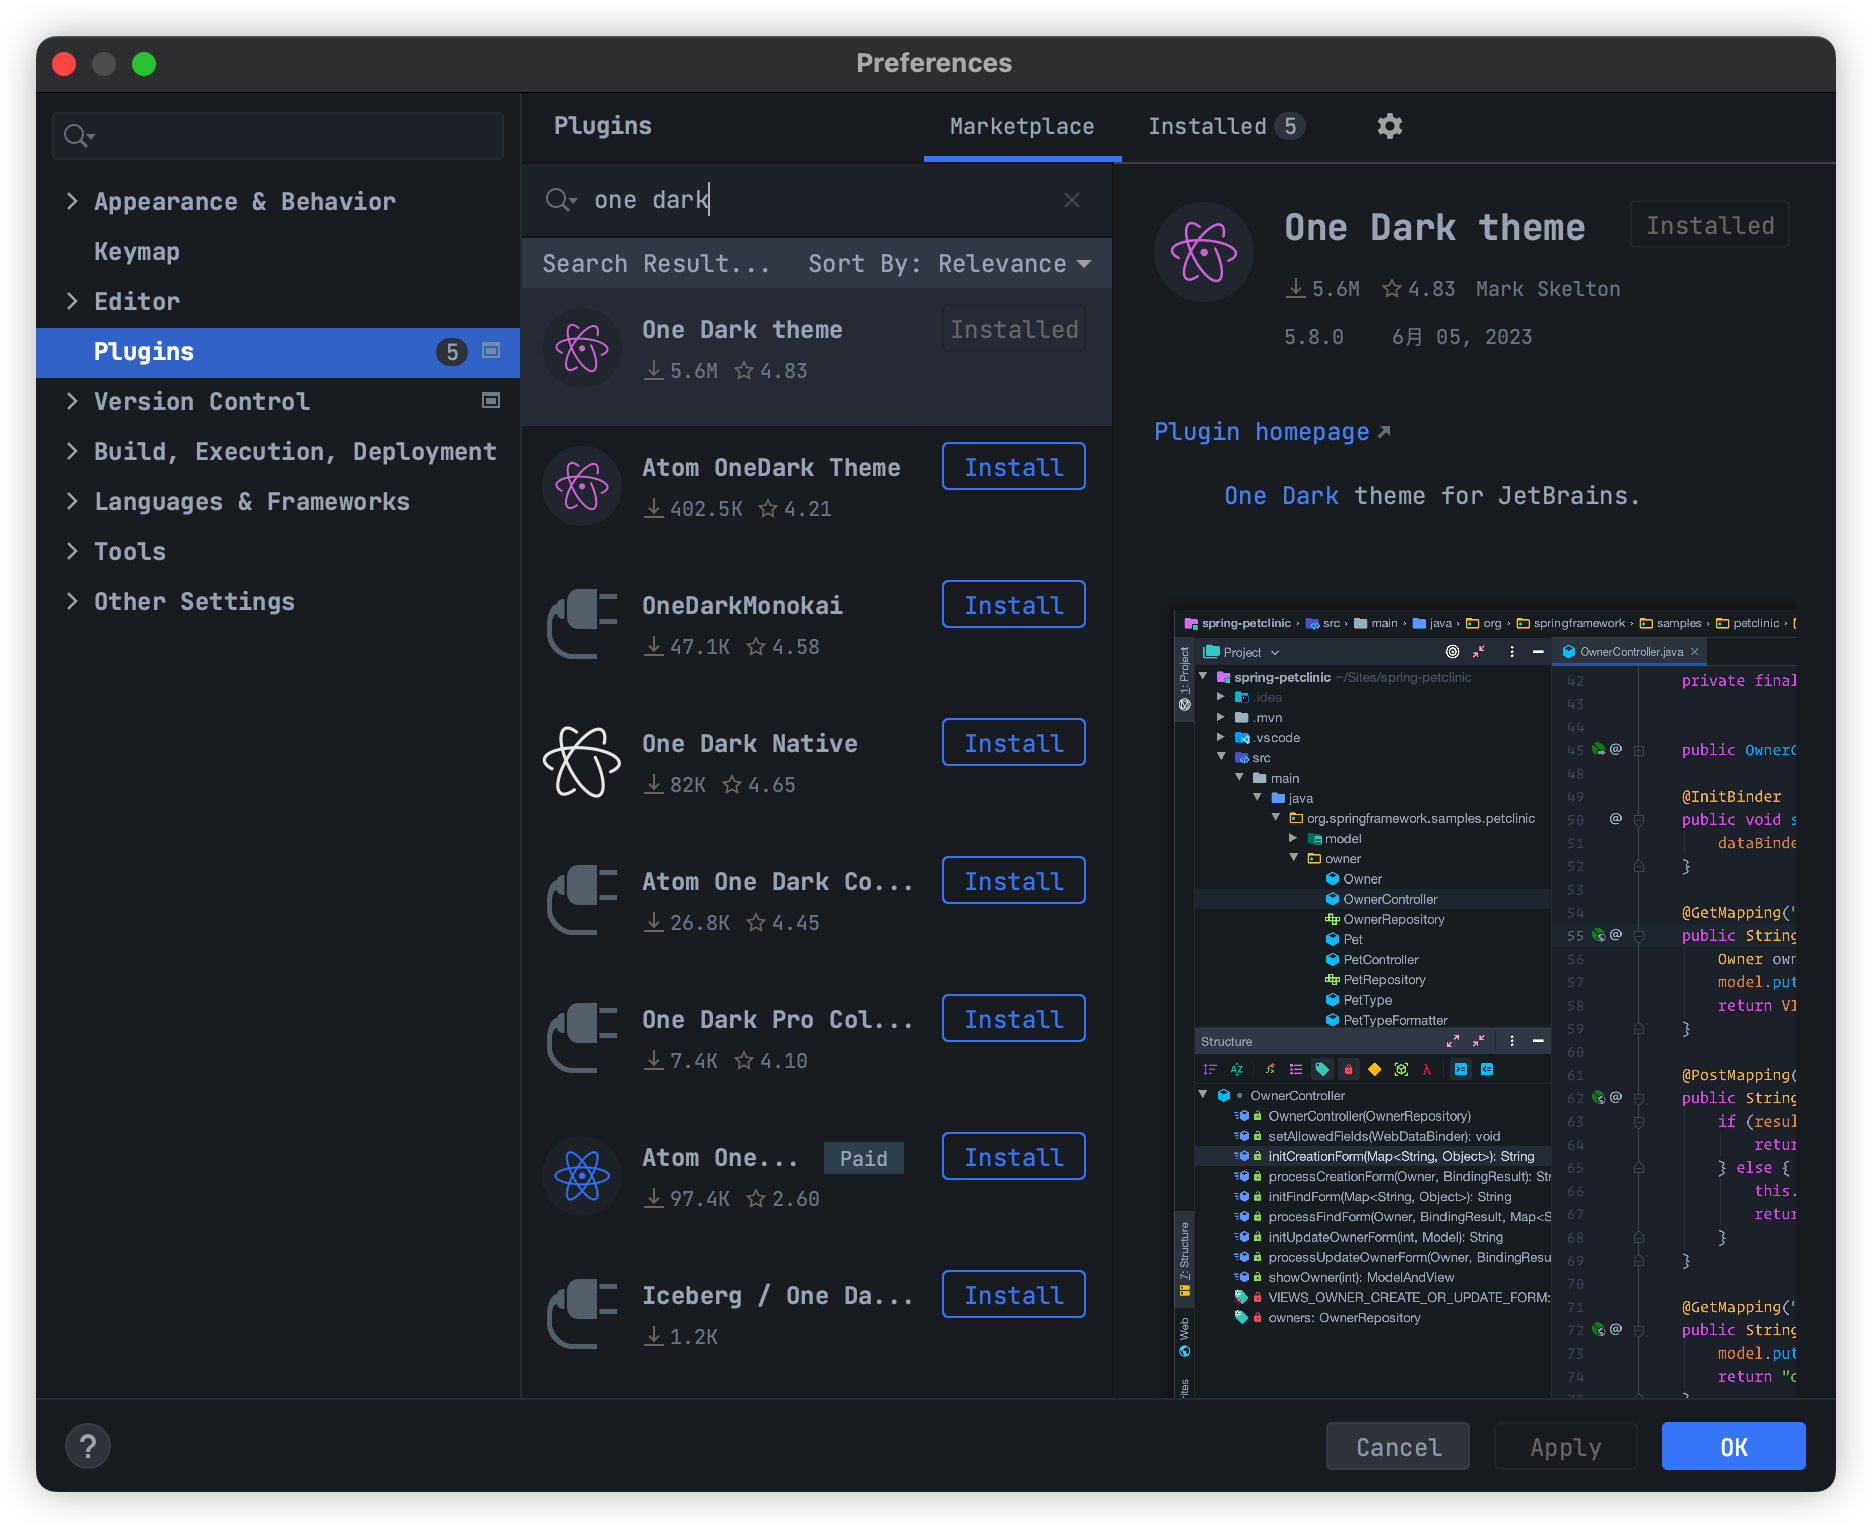 Preferences
Appearance & Behavior
Keymap
Editor
Plugins 5
Version Control
Build, Execution, Deployment
Languages & Frameworks
Tools
Other Settings
Plugins Marketplace Installed 5
one dark
Search Result... Sort By: Relevance
One Dark theme Installed
5.6M 4.83
Atom OneDark Theme Install
402.5K 4.21
OneDarkMonokai Install
47.1K 4.58
One Dark Native Install
82K 4.65
Atom One Dark Co... Install
26.8K 4.45
One Dark Pro Col... Install
7.4K 4.10
Atom One... Paid Install
97.4K 2.60
Iceberg / One Da... Install
1.2K
One Dark theme Installed
5.6M 4.83 Mark Skelton
5.8.0 6月 05, 2023
Plugin homepage
One Dark theme for JetBrains.
spring-petclinic › src › main › java › org › springframework › samples › petclinic ›
1: Project
Project
spring-petclinic ~/Sites/spring-petclinic
.idea
.mvn
.vscode
src
main
java
org.springframework.samples.petclinic
model
owner
Owner
OwnerController
OwnerRepository
Pet
PetController
PetRepository
PetType
PetTypeFormatter
Structure
OwnerController
OwnerController(OwnerRepository)
setAllowedFields(WebDataBinder): void
initCreationForm(Map<String, Object>): String
processCreationForm(Owner, BindingResult): Str
initFindForm(Map<String, Object>): String
processFindForm(Owner, BindingResult, Map<S
initUpdateOwnerForm(int, Model): String
processUpdateOwnerForm(Owner, BindingResu
showOwner(int): ModelAndView
VIEWS_OWNER_CREATE_OR_UPDATE_FORM:
owners: OwnerRepository
7: Structure
Web
rites
OwnerController.java
42 private final
43
44
45 @ public OwnerC
48
49 @InitBinder
50 @ public void s
51 dataBinde
52 }
53
54 @GetMapping("
55 @ public String
56 Owner own
57 model.put
58 return VI
59 }
60
61 @PostMapping(
62 @ public String
63 if (resul
64 retur
65 } else {
66 this.
67 retur
68 }
69 }
70
71 @GetMapping("
72 @ public String
73 model.put
74 return "o
?
Cancel Apply OK